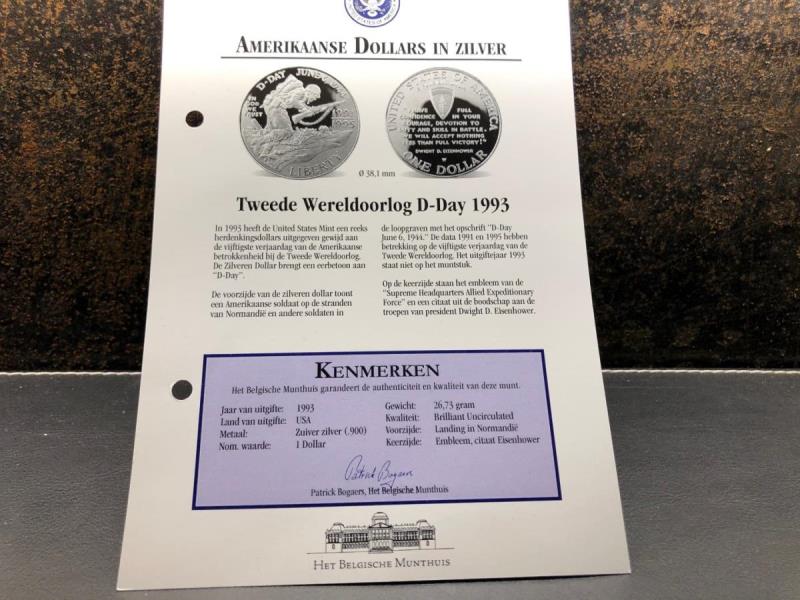 UNITED STATES OF
AMERIKAANSE DOLLARS IN ZILVER
D-DAY JUNE
IN GOD WE TRUST
1991
1995
LIBERTY
UNITED STATES OF AMERICA
HAVE FULL
CONFIDENCE IN YOUR
COURAGE, DEVOTION TO
DUTY AND SKILL IN BATTLE.
WE WILL ACCEPT NOTHING
LESS THAN FULL VICTORY!"
DWIGHT D. EISENHOWER
W
ONE DOLLAR
Ø 38,1 mm
Tweede Wereldoorlog D-Day 1993
In 1993 heeft de United States Mint een reeks
herdenkingsdollars uitgegeven gewijd aan
de vijftigste verjaardag van de Amerikaanse
betrokkenheid bij de Tweede Wereldoorlog.
De Zilveren Dollar brengt een eerbetoon aan
"D-Day".
De voorzijde van de zilveren dollar toont
een Amerikaanse soldaat op de stranden
van Normandië en andere soldaten in
de loopgraven met het opschrift "D-Day
June 6, 1944." De data 1991 en 1995 hebben
betrekking op de vijftigste verjaardag van de
Tweede Wereldoorlog. Het uitgiftejaar 1993
staat niet op het muntstuk.
Op de keerzijde staan het embleem van de
"Supreme Headquarters Allied Expeditionary
Force" en een citaat uit de boodschap aan de
troepen van president Dwight D. Eisenhower.
KENMERKEN
Het Belgische Munthuis garandeert de authenticiteit en kwaliteit van deze munt.
Jaar van uitgifte: 1993
Land van uitgifte: USA
Metaal: Zuiver zilver (.900)
Nom. waarde: 1 Dollar
Gewicht: 26,73 gram
Kwaliteit: Brilliant Uncirculated
Voorzijde: Landing in Normandië
Keerzijde: Embleem, citaat Eisenhower
Patrick Bogaers
Patrick Bogaers, Het Belgische Munthuis
HET BELGISCHE MUNTHUIS